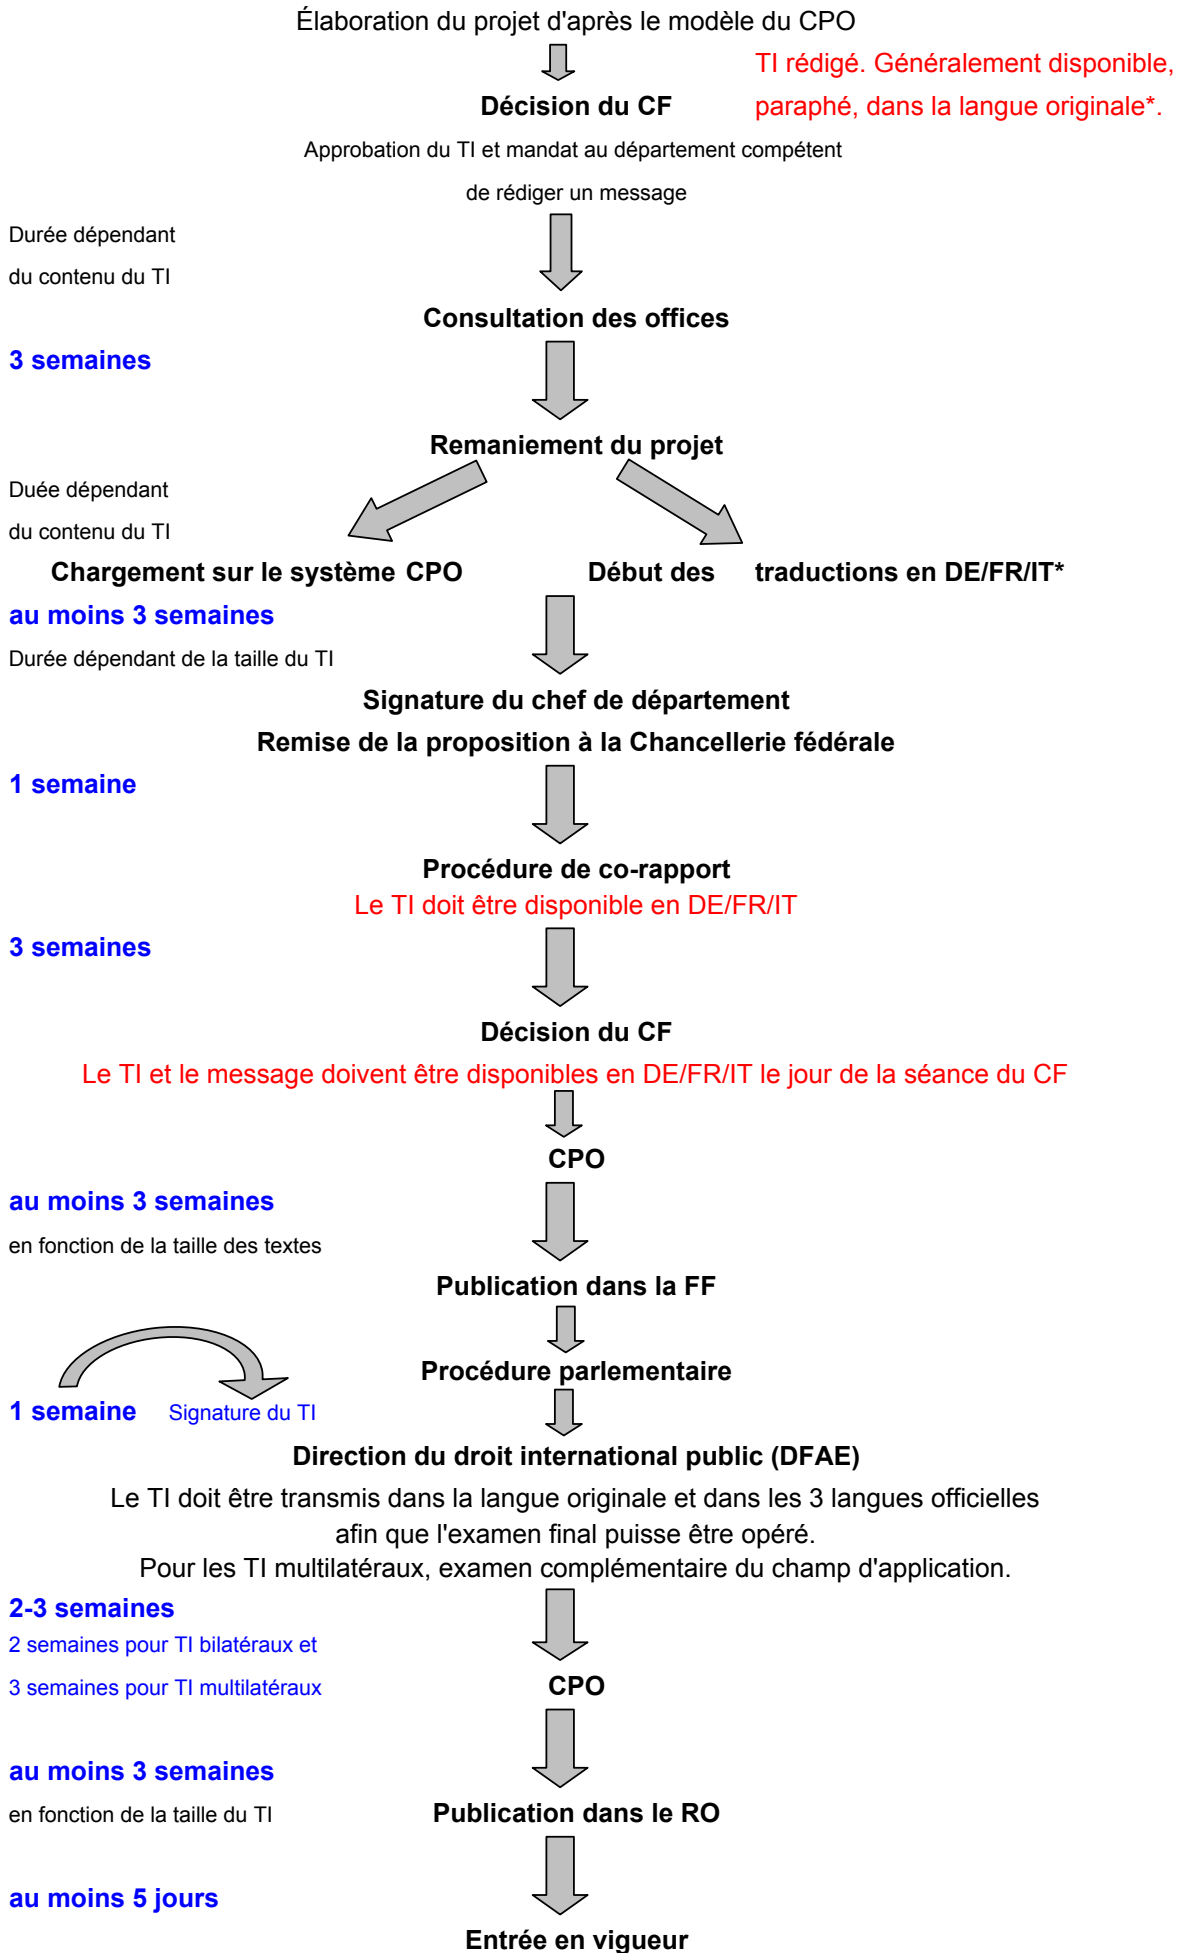 Élaboration du projet d'après le modèle du CPO
TI rédigé. Généralement disponible,
paraphé, dans la langue originale*.
Décision du CF
Approbation du TI et mandat au département compétent
de rédiger un message
Durée dépendant
du contenu du TI
Consultation des offices
3 semaines
Remaniement du projet
Duée dépendant
du contenu du TI
Chargement sur le système CPO
Début des traductions en DE/FR/IT*
au moins 3 semaines
Durée dépendant de la taille du TI
Signature du chef de département
Remise de la proposition à la Chancellerie fédérale
1 semaine
Procédure de co-rapport
Le TI doit être disponible en DE/FR/IT
3 semaines
Décision du CF
Le TI et le message doivent être disponibles en DE/FR/IT le jour de la séance du CF
CPO
au moins 3 semaines
en fonction de la taille des textes
Publication dans la FF
Procédure parlementaire
1 semaine Signature du TI
Direction du droit international public (DFAE)
Le TI doit être transmis dans la langue originale et dans les 3 langues officielles
afin que l'examen final puisse être opéré.
Pour les TI multilatéraux, examen complémentaire du champ d'application.
2-3 semaines
2 semaines pour TI bilatéraux et
3 semaines pour TI multilatéraux
CPO
au moins 3 semaines
en fonction de la taille du TI
Publication dans le RO
au moins 5 jours
Entrée en vigueur